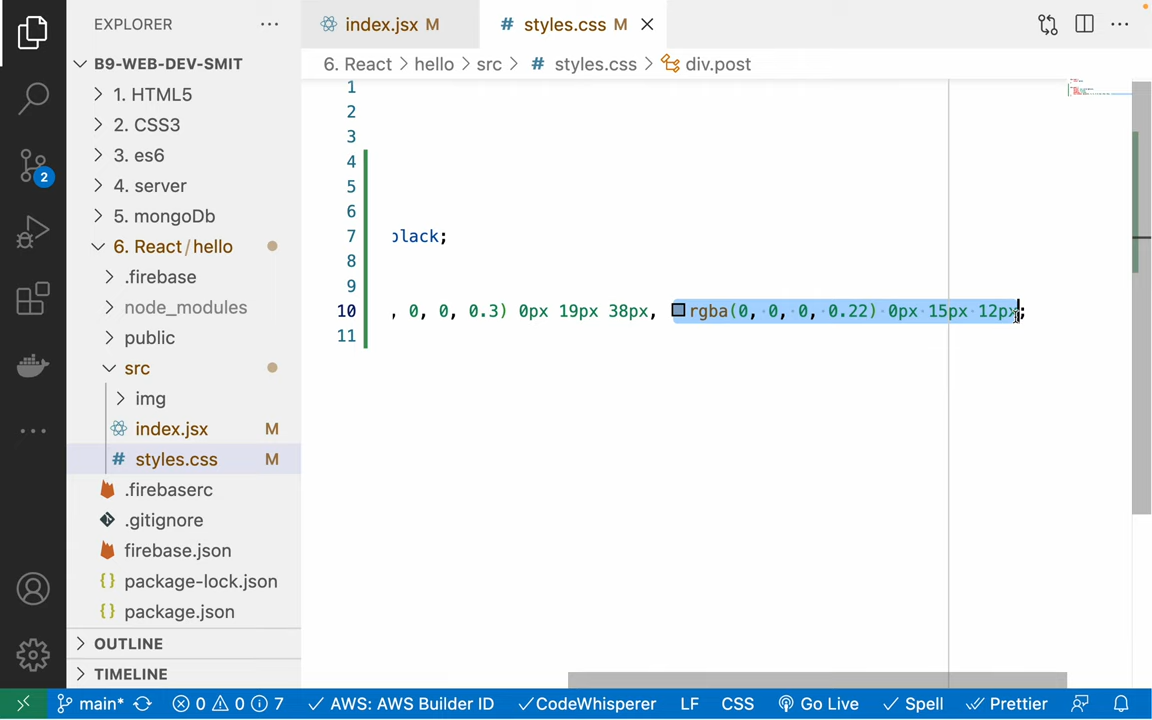 EXPLORER
index.jsx M
# styles.css M
6. React > hello > src > # styles.css > div.post
B9-WEB-DEV-SMIT
1. HTML5
2. CSS3
3. es6
4. server
5. mongoDb
6. React/hello
.firebase
node_modules
public
src
img
index.jsx M
# styles.css M
.firebaserc
.gitignore
firebase.json
{} package-lock.json
{} package.json
OUTLINE
TIMELINE
2
1
2
3
4
5
6
7 black;
8
9
10 , 0, 0, 0.3) 0px 19px 38px, rgba(0, 0, 0, 0.22) 0px 15px 12px;
11
main* 0 0 7 AWS: AWS Builder ID CodeWhisperer LF CSS Go Live Spell Prettier